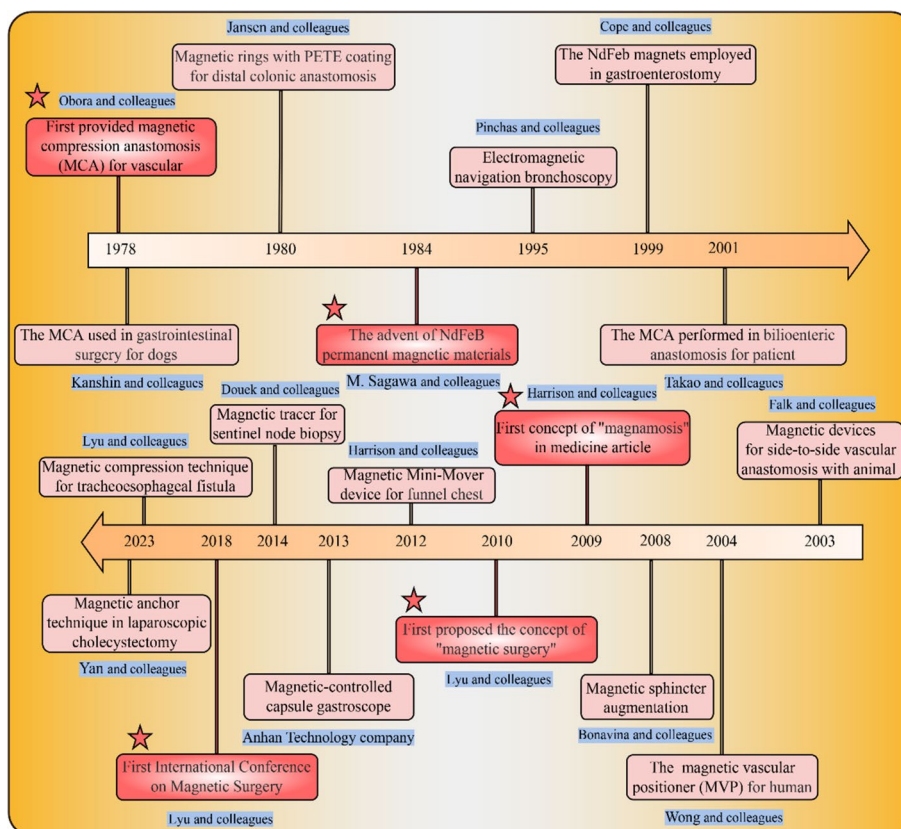 Jansen and colleagues
Magnetic rings with PETE coating
for distal colonic anastomosis
Cope and colleagues
The NdFeb magnets employed
in gastroenterostomy
Obora and colleagues
First provided magnetic
compression anastomosis
(MCA) for vascular
Pinchas and colleagues
Electromagnetic
navigation bronchoscopy
1978
1980
1984
1995
1999
2001
The MCA used in gastrointestinal
surgery for dogs
Kanshin and colleagues
The advent of NdFeB
permanent magnetic materials
M. Sagawa and colleagues
The MCA performed in bilioenteric
anastomosis for patient
Takao and colleagues
Douek and colleagues
Magnetic tracer for
sentinel node biopsy
Harrison and colleagues
First concept of "magnamosis"
in medicine article
Falk and colleagues
Magnetic devices
for side-to-side vascular
anastomosis with animal
Lyu and colleagues
Magnetic compression technique
for tracheoesophageal fistula
Harrison and colleagues
Magnetic Mini-Mover
device for funnel chest
2023
2018
2014
2013
2012
2010
2009
2008
2004
2003
Magnetic anchor
technique in laparoscopic
cholecystectomy
Yan and colleagues
First proposed the concept of
"magnetic surgery"
Lyu and colleagues
Magnetic-controlled
capsule gastroscope
Anhan Technology company
Magnetic sphincter
augmentation
Bonavina and colleagues
First International Conference
on Magnetic Surgery
Lyu and colleagues
The magnetic vascular
positioner (MVP) for human
Wong and colleagues